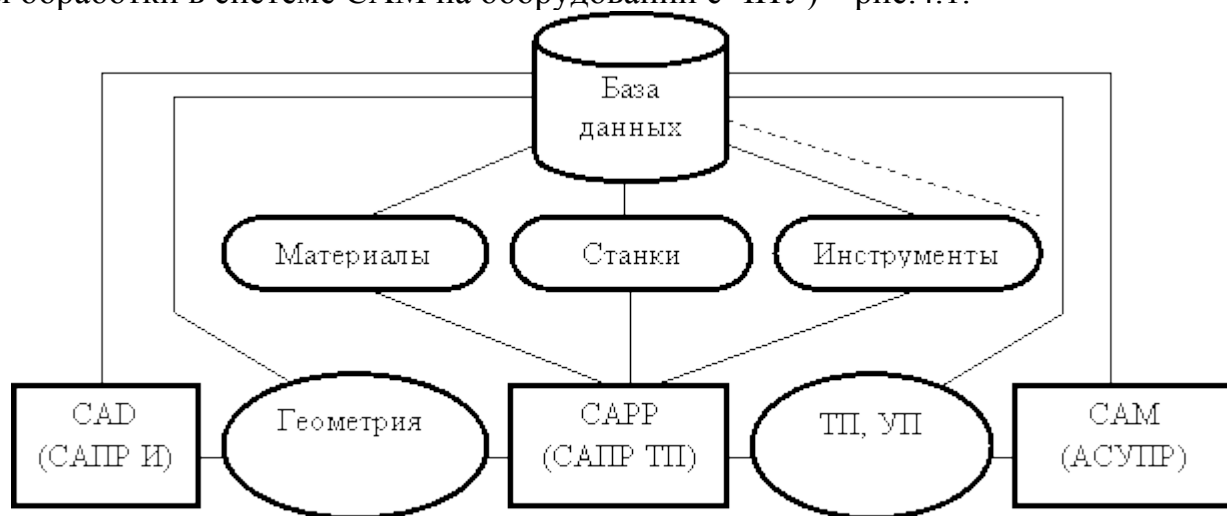 обработки в системе САМ на оборудовании с ЧПУ) – рис.4.1.
База
данных
Материалы
Станки
Инструменты
CAD
(САПР И)
Геометрия
CAPP
(САПР ТП)
ТП, УП
CAM
(АСУПР)